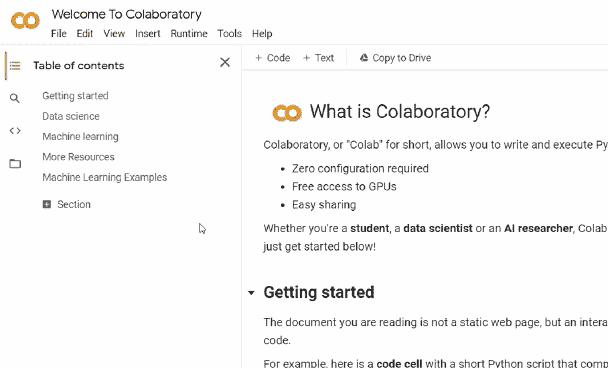 Welcome To Colaboratory
File Edit View Insert Runtime Tools Help
Table of contents
Getting started
Data science
Machine learning
More Resources
Machine Learning Examples
Section
+ Code + Text Copy to Drive
What is Colaboratory?
Colaboratory, or "Colab" for short, allows you to write and execute Py
• Zero configuration required
• Free access to GPUs
• Easy sharing
Whether you're a student, a data scientist or an AI researcher, Colab
just get started below!
Getting started
The document you are reading is not a static web page, but an intera
code.
For example, here is a code cell with a short Python script that comp